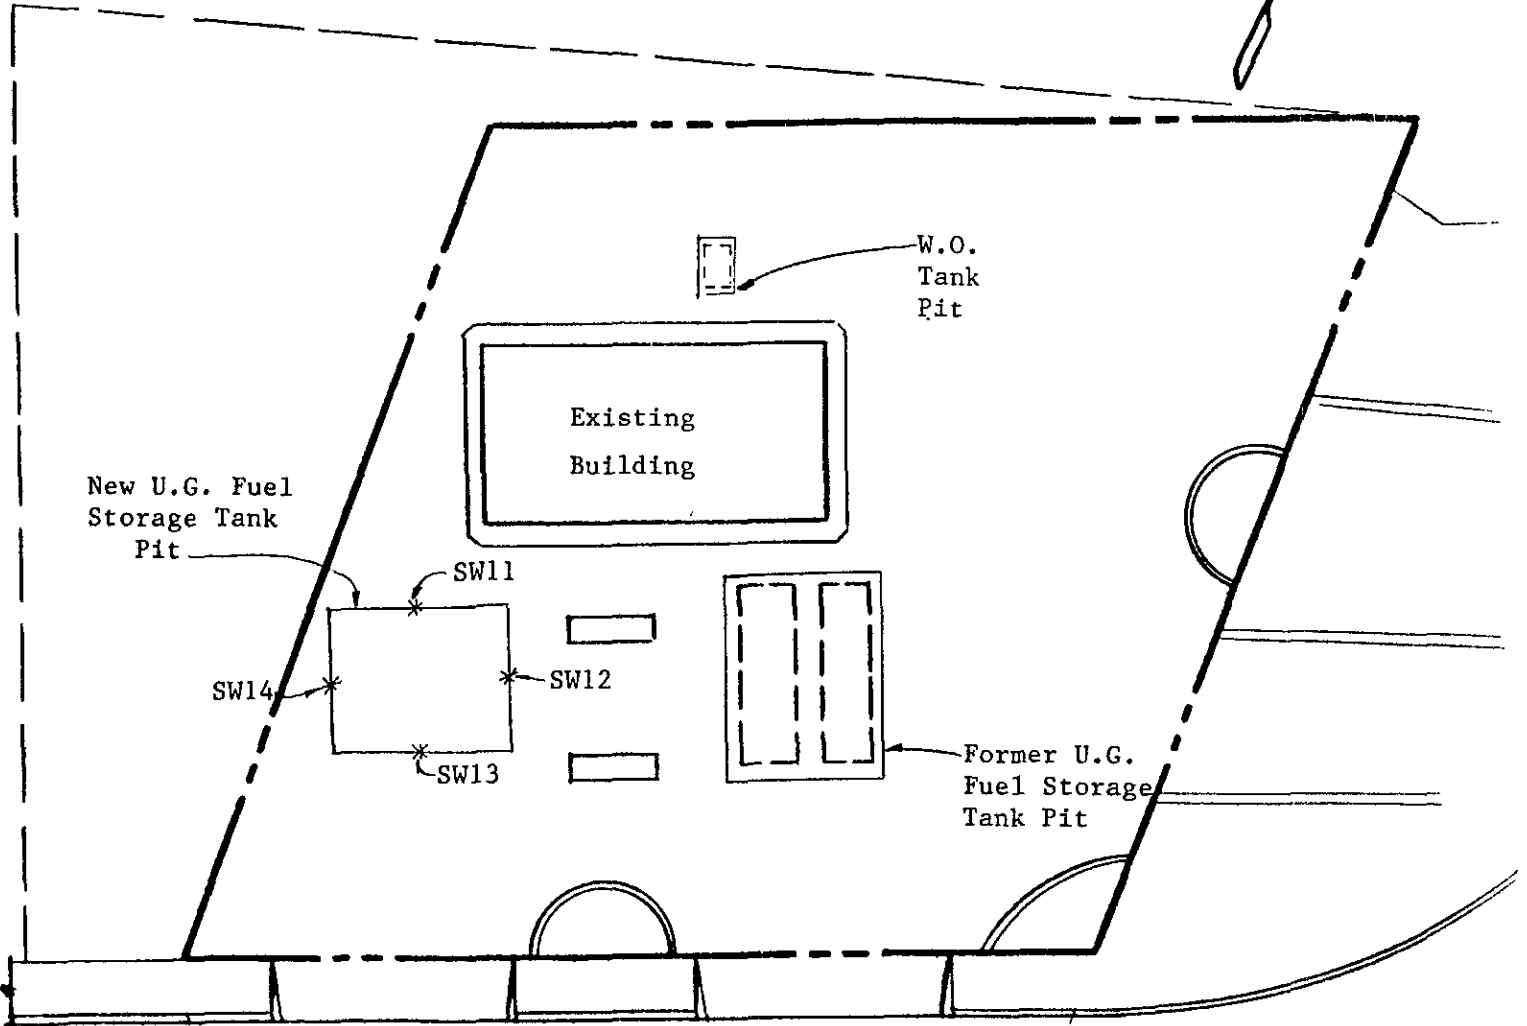 W.O.
Tank
Pit
Existing
Building
New U.G. Fuel
Storage Tank
Pit
SW11
SW14
SW12
SW13
Former U.G.
Fuel Storage
Tank Pit